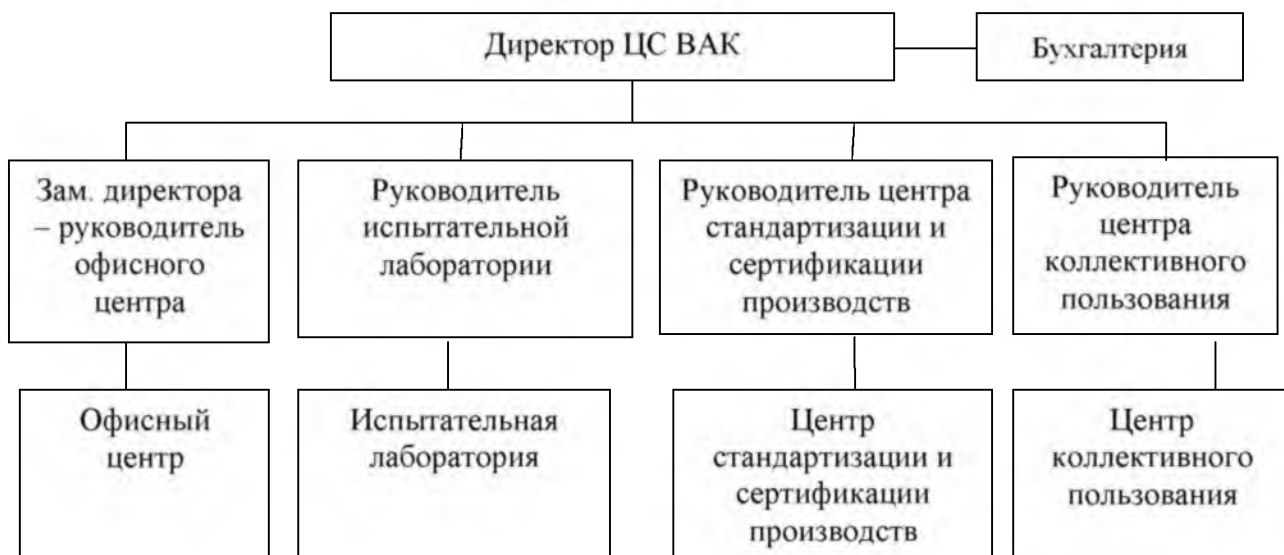 Директор ЦС ВАК
Бухгалтерия
Зам. директора
– руководитель
офисного
центра
Руководитель
испытательной
лаборатории
Руководитель центра
стандартизации и
сертификации
производств
Руководитель
центра
коллективного
пользования
Офисный
центр
Испытательная
лаборатория
Центр
стандартизации и
сертификации
производств
Центр
коллективного
пользования